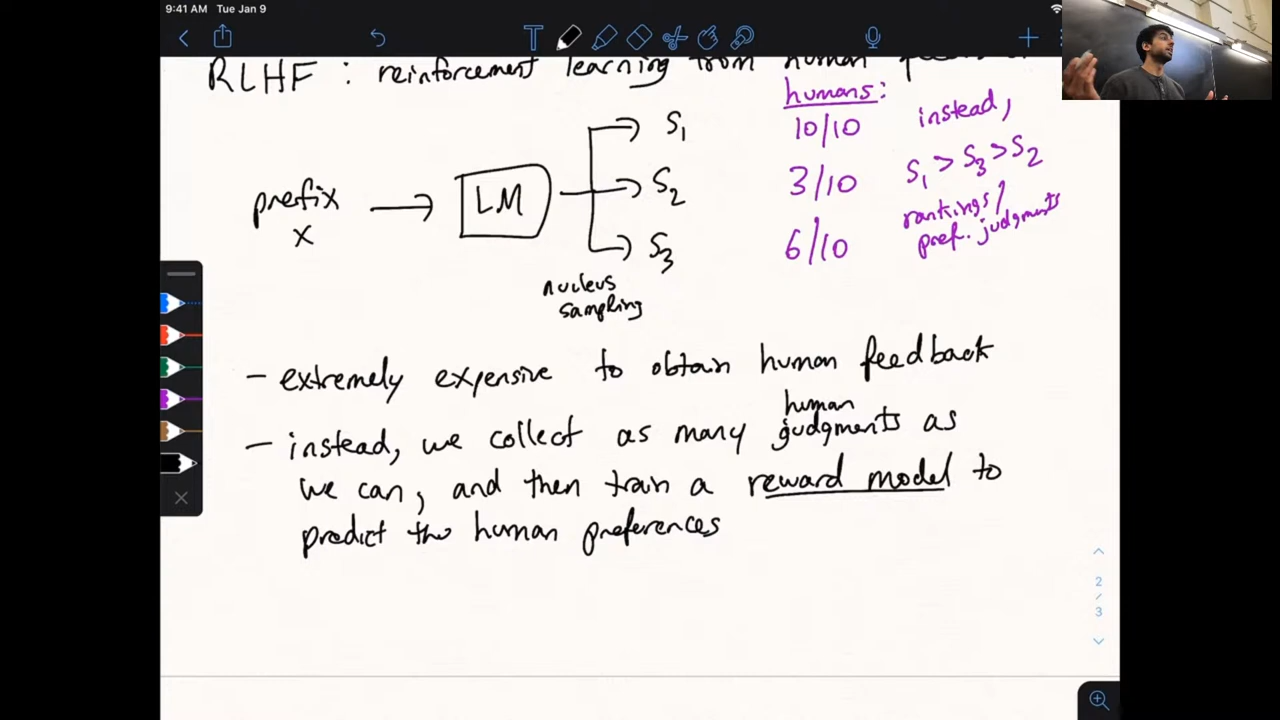 9:41 AM Tue Jan 9
RLHF : reinforcement learning from human
humans:
10/10
3/10
6/10
instead,
S1 > S3 > S2
rankings/
pref. judgments
prefix
x
LM
S1
S2
S3
nucleus
sampling
- extremely expensive to obtain human feedback
human
- instead, we collect as many judgments as
we can, and then train a reward model to
predict the human preferences
2
/
3